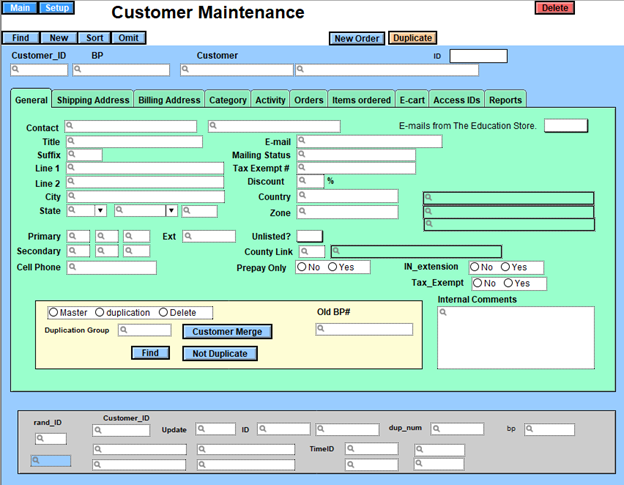 Main Setup Customer Maintenance Delete
Find New Sort Omit New Order Duplicate
Customer_ID BP Customer ID
General Shipping Address Billing Address Category Activity Orders Items ordered E-cart Access IDs Reports
Contact E-mails from The Education Store.
Title E-mail
Suffix Mailing Status
Line 1 Tax Exempt #
Line 2 Discount %
City Country
State Zone
Primary Ext Unlisted?
Secondary County Link
Cell Phone Prepay Only No Yes IN_extension No Yes
Tax_Exempt No Yes
Master duplication Delete Old BP# Internal Comments
Duplication Group Customer Merge
Find Not Duplicate
rand_ID Customer_ID Update ID dup_num bp
TimeID